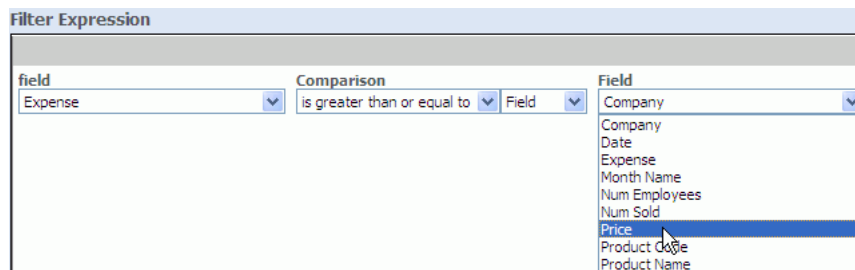 Filter Expression
field Comparison Field
Expense is greater than or equal to Field Company
Company
Date
Expense
Month Name
Num Employees
Num Sold
Price
Product Code
Product Name